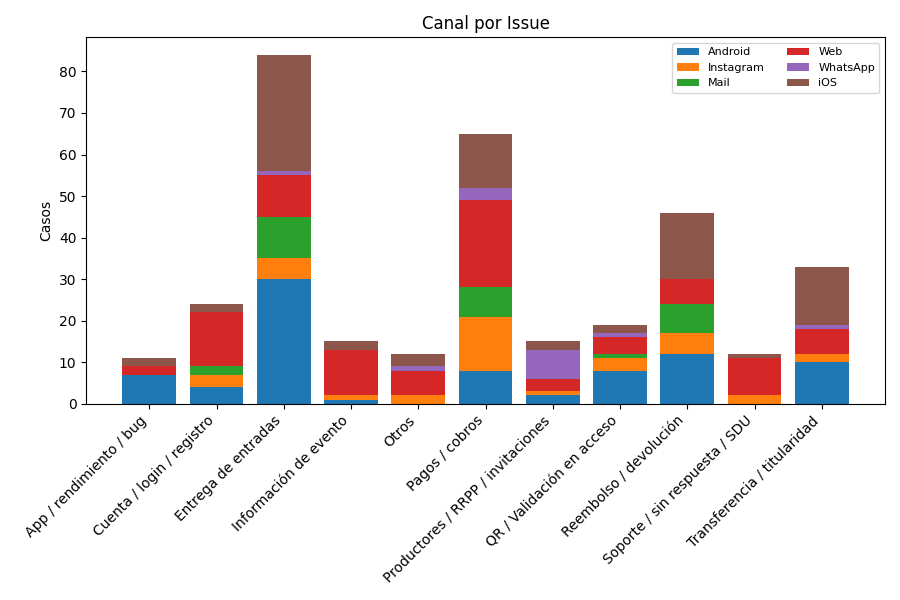 Canal por Issue
Android
Instagram
Mail
Web
WhatsApp
iOS
Casos
80
70
60
50
40
30
20
10
0
App / rendimiento / bug
Cuenta / login / registro
Entrega de entradas
Información de evento
Otros
Pagos / cobros
Productores / RRPP / invitaciones
QR / Validación en acceso
Reembolso / devolución
Soporte / sin respuesta / SDU
Transferencia / titularidad